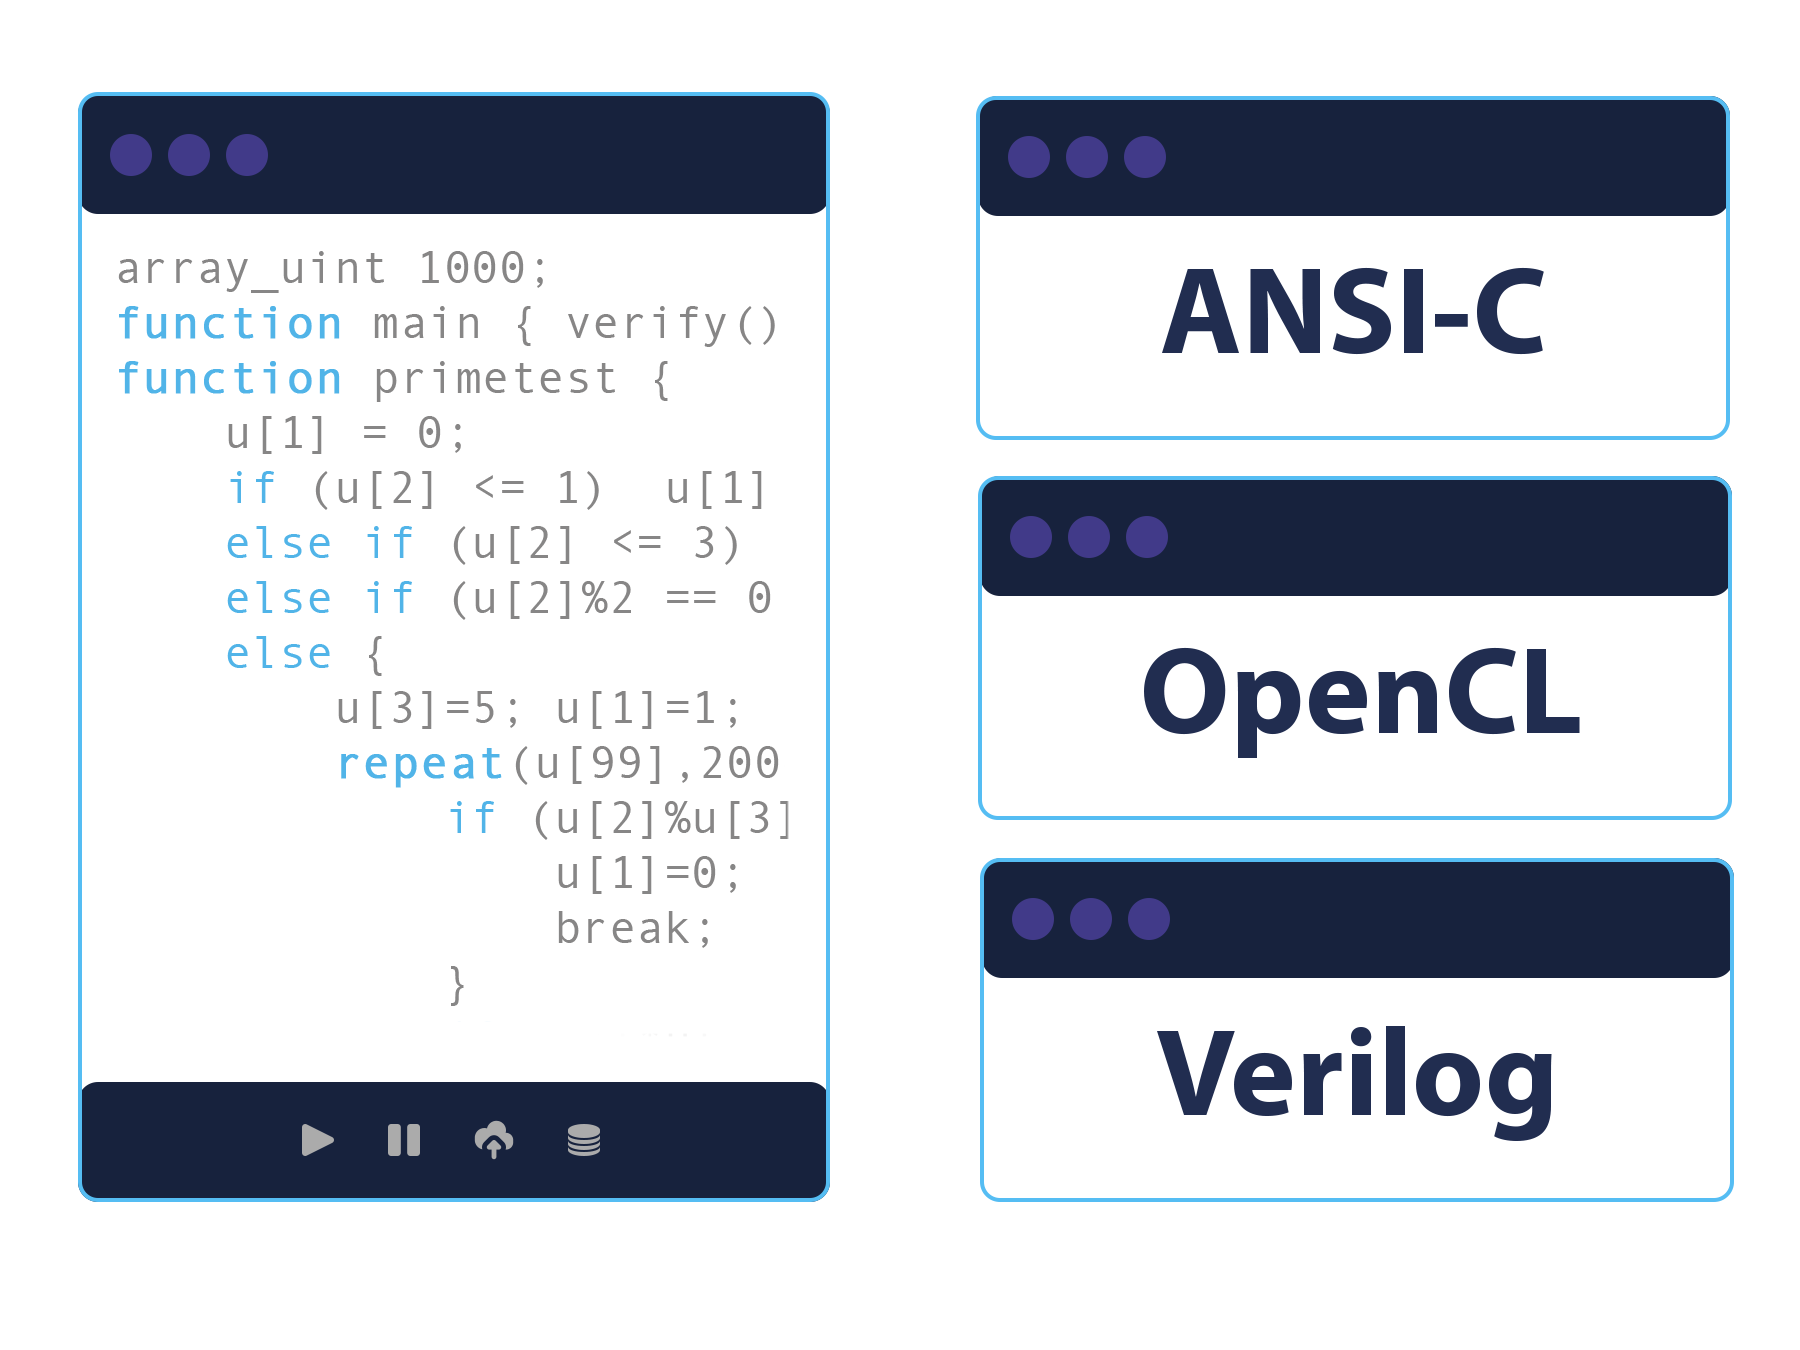 array_uint 1000;
function main { verify()
function primetest {
    u[1] = 0;
    if (u[2] <= 1)  u[1]
    else if (u[2] <= 3)
    else if (u[2]%2 == 0
    else {
        u[3]=5; u[1]=1;
        repeat(u[99],200
            if (u[2]%u[3]
                u[1]=0;
                break;
            }
ANSI-C
OpenCL
Verilog